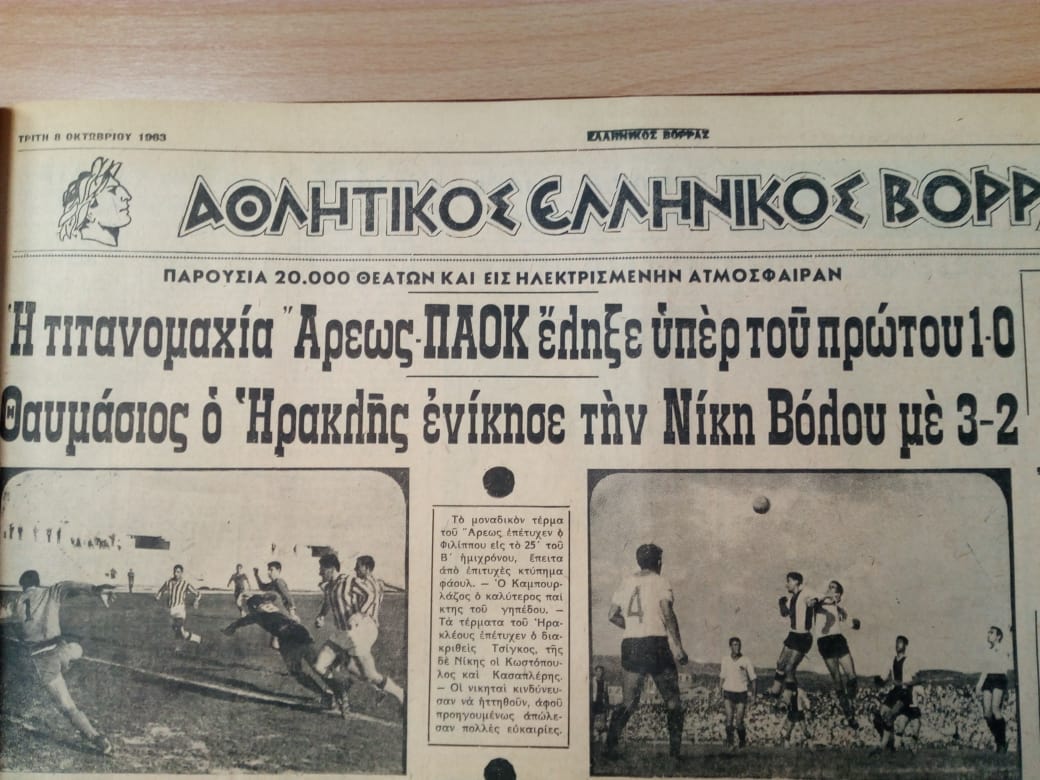 ΤΡΙΤΗ 8 ΟΚΤΩΒΡΙΟΥ 1963
ΕΛΛΗΝΙΚΟΣ ΒΟΡΡΑΣ
ΑΘΛΗΤΙΚΟΣ ΕΛΛΗΝΙΚΟΣ ΒΟΡΡΑ
ΠΑΡΟΥΣΙΑ 20.000 ΘΕΑΤΩΝ ΚΑΙ ΕΙΣ ΗΛΕΚΤΡΙΣΜΕΝΗΝ ΑΤΜΟΣΦΑΙΡΑΝ
Ἡ τιτανομαχία Ἄρεως-ΠΑΟΚ ἔληξε ὑπὲρ τοῦ πρώτου 1-0
Θαυμάσιος ὁ Ἡρακλῆς ἐνίκησε τὴν Νίκη Βόλου μὲ 3-2
Τὸ μοναδικὸν τέρμα
τοῦ Ἄρεως ἐπέτυχεν ὁ
Φιλίππου εἰς τὸ 25΄ τοῦ
Β΄ ἡμιχρόνου, ἔπειτα
ἀπὸ ἐπιτυχὲς κτύπημα
φάουλ. — Ὁ Καμπουρ-
λάζος ὁ καλύτερος παί
κτης τοῦ γηπέδου. —
Τὰ τέρματα τοῦ Ἡρα-
κλέους ἐπέτυχεν ὁ δια-
κριθεὶς Τσίγκος, τῆς
δὲ Νίκης οἱ Κωστόπου-
λος καὶ Κασαπλέρης.
— Οἱ νικηταὶ κινδύνευ-
σαν νὰ ἡττηθοῦν, ἀφοῦ
προηγουμένως ἀπώλε-
σαν πολλὲς εὐκαιρίες.
4